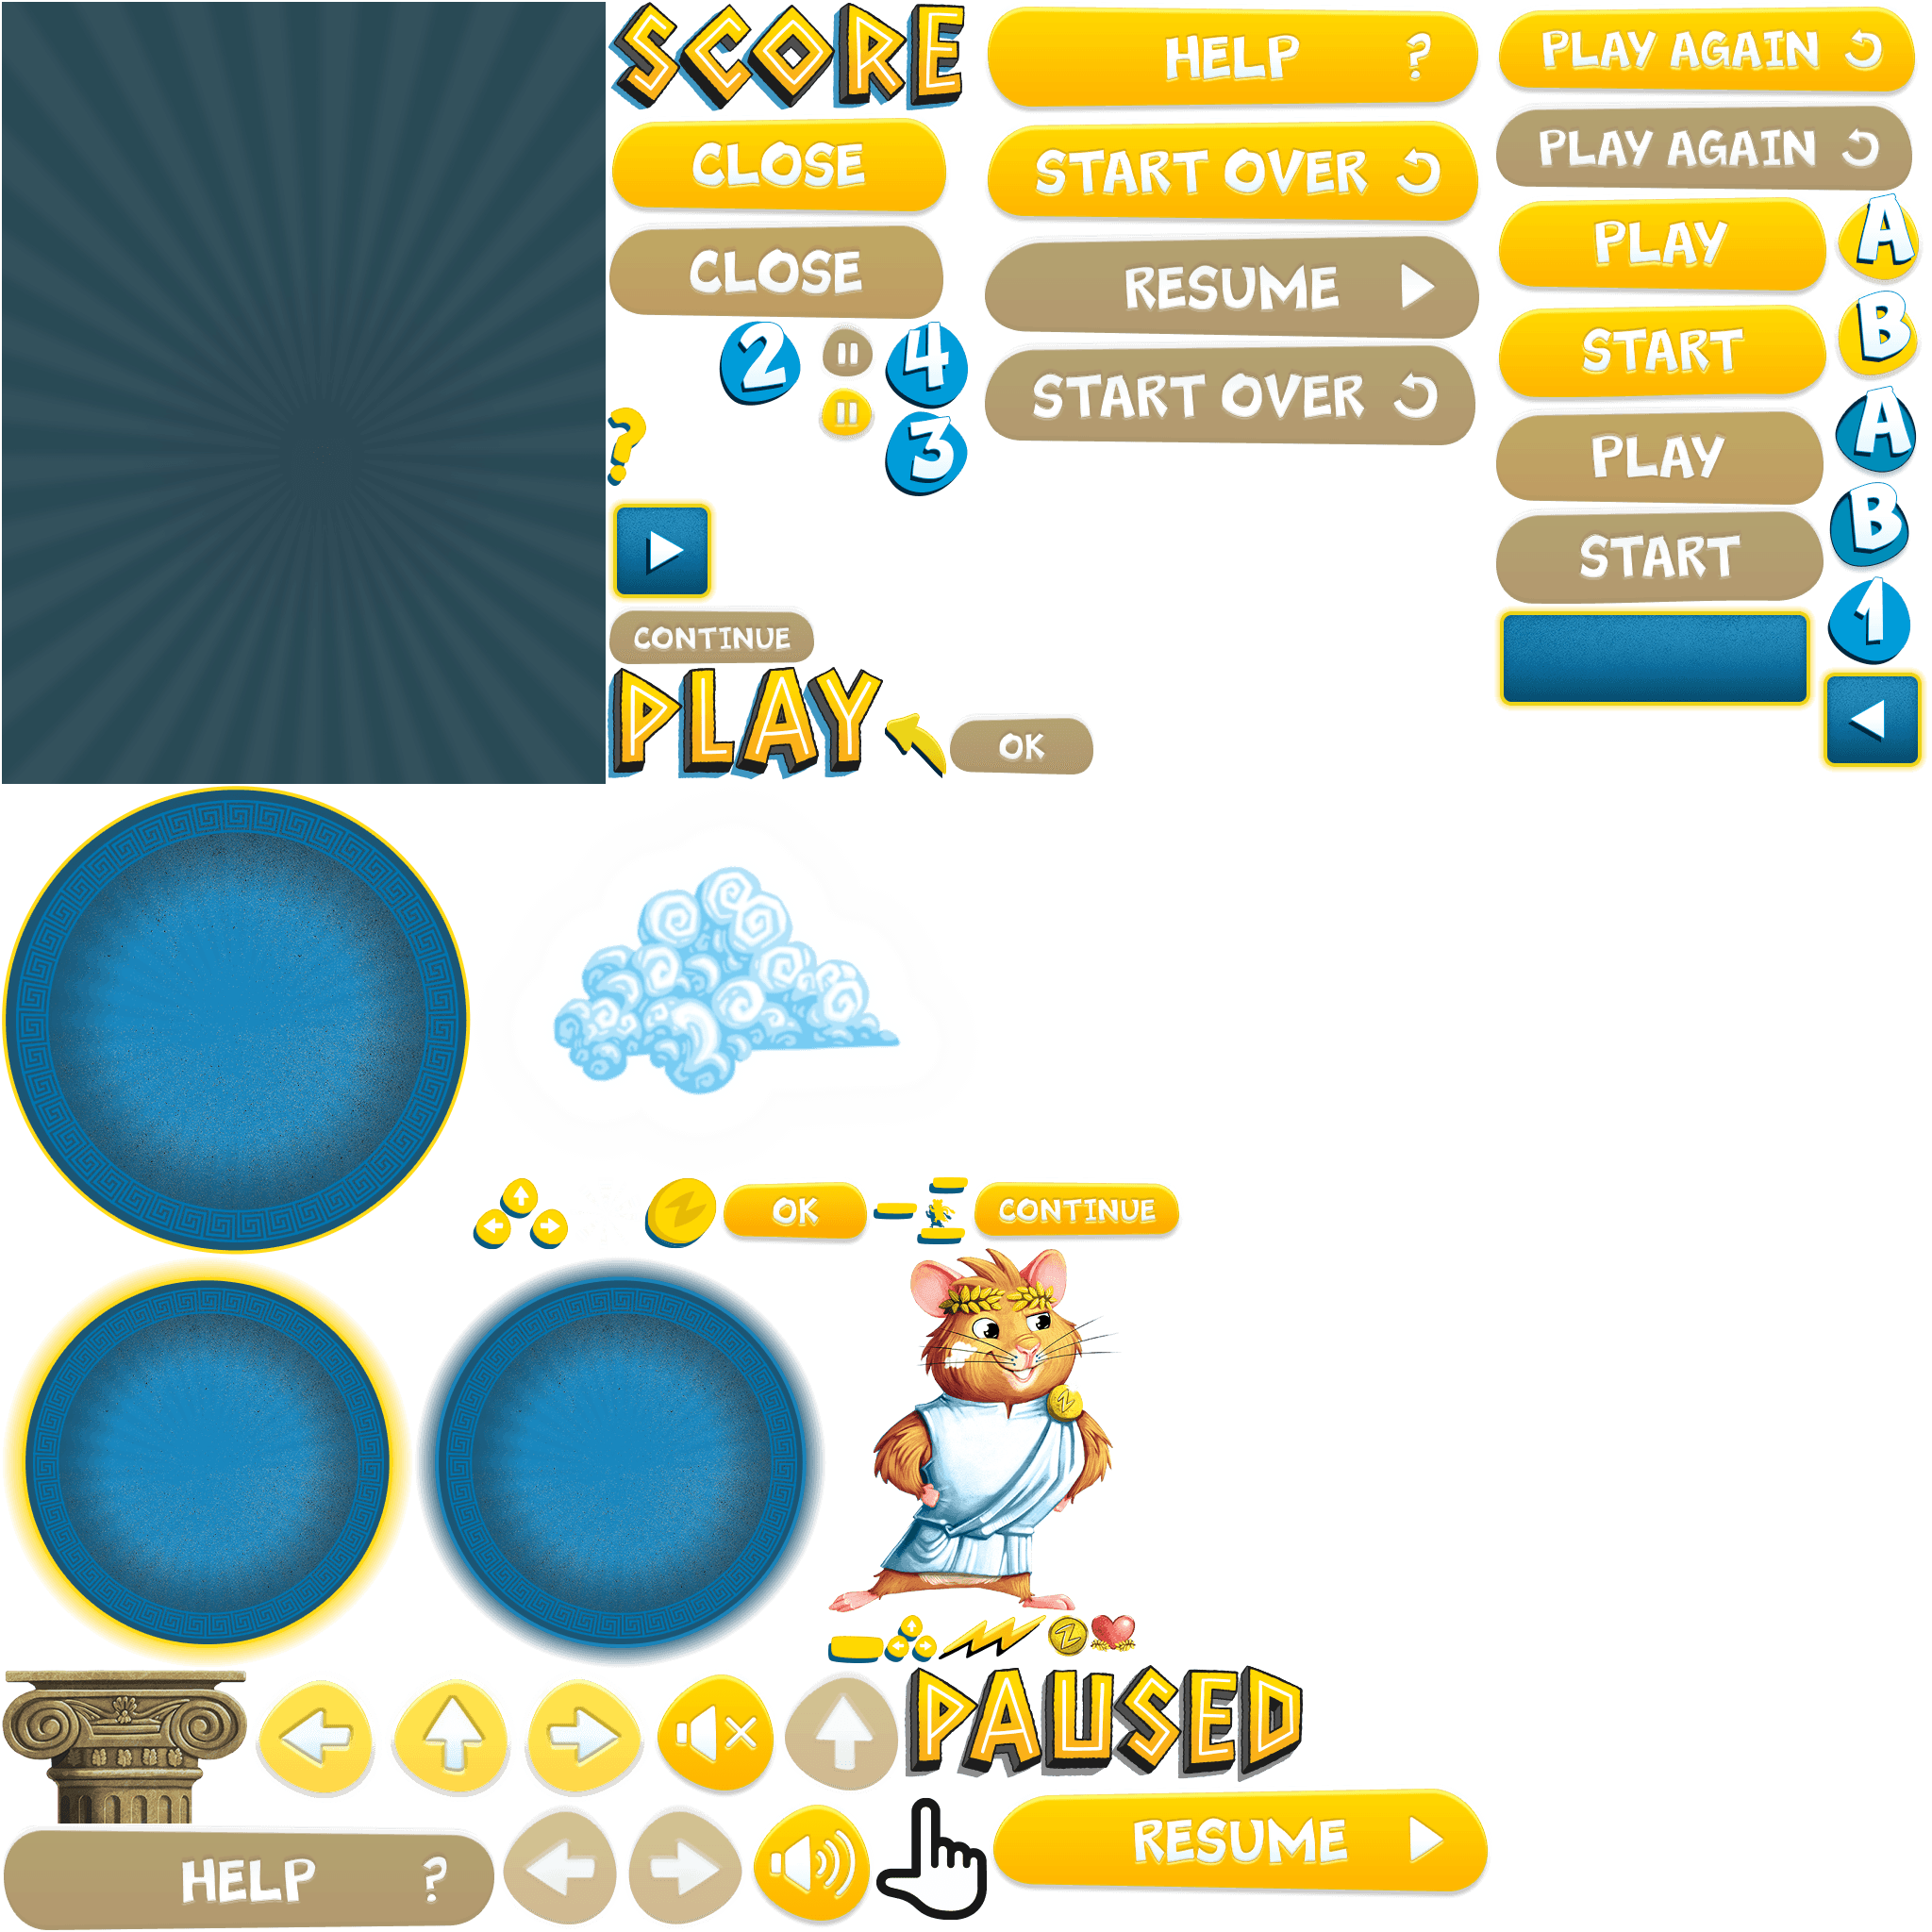 SCORE
HELP ?
PLAY AGAIN
CLOSE
START OVER
PLAY AGAIN
CLOSE
RESUME
PLAY
A
START
B
2
4
START OVER
?
3
PLAY
A
START
B
1
CONTINUE
PLAY
OK
OK
CONTINUE
PAUSED
HELP ?
RESUME